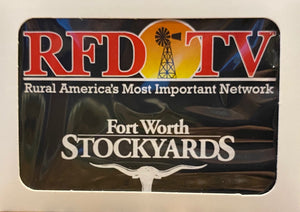 RFD TV
Rural America's Most Important Network
Fort Worth
STOCKYARDS